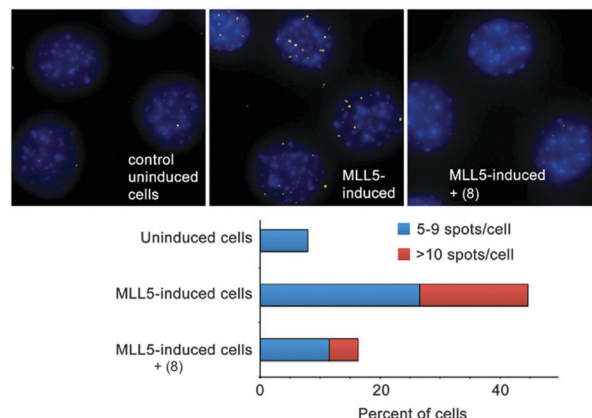 control
uninduced
cells
MLL5-
induced
MLL5-induced
+ (8)
5-9 spots/cell
>10 spots/cell
Uninduced cells
MLL5-induced cells
MLL5-induced cells
+ (8)
0
20
40
Percent of cells